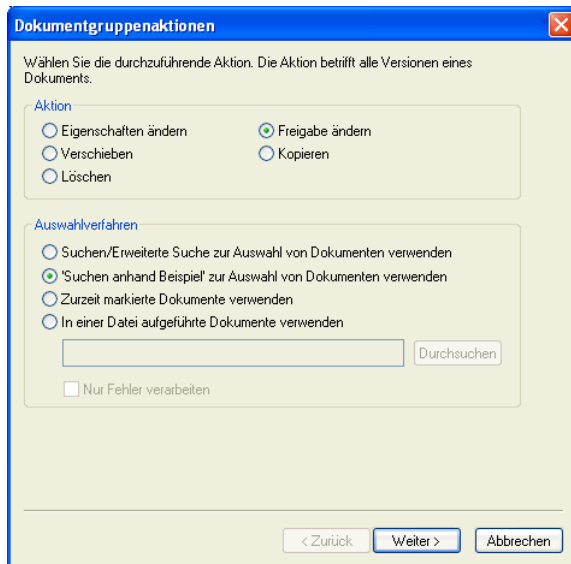 Dokumentgruppenaktionen
Wählen Sie die durchzuführende Aktion. Die Aktion betrifft alle Versionen eines
Dokuments.
Aktion
Eigenschaften ändern
Freigabe ändern
Verschieben
Kopieren
Löschen
Auswahlverfahren
Suchen/Erweiterte Suche zur Auswahl von Dokumenten verwenden
'Suchen anhand Beispiel' zur Auswahl von Dokumenten verwenden
Zurzeit markierte Dokumente verwenden
In einer Datei aufgeführte Dokumente verwenden
Durchsuchen
Nur Fehler verarbeiten
< Zurück
Weiter >
Abbrechen